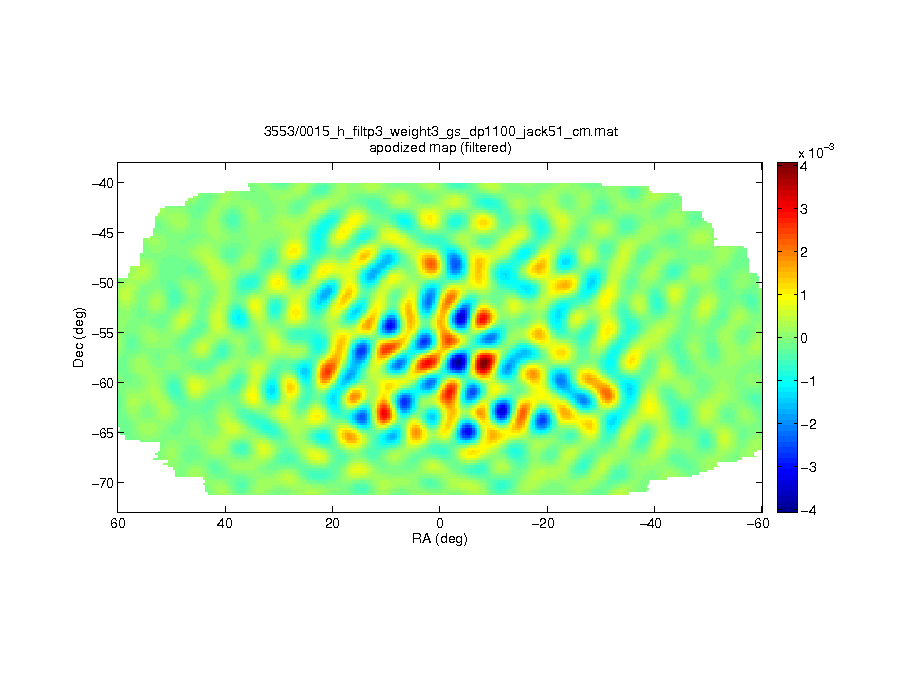 3553/0015_h_filtp3_weight3_gs_dp1100_jack51_cm.mat
apodized map (filtered)
x 10⁻³
−40
−45
−50
−55
−60
−65
−70
Dec (deg)
60 40 20 0 −20 −40 −60
RA (deg)
4
3
2
1
0
−1
−2
−3
−4